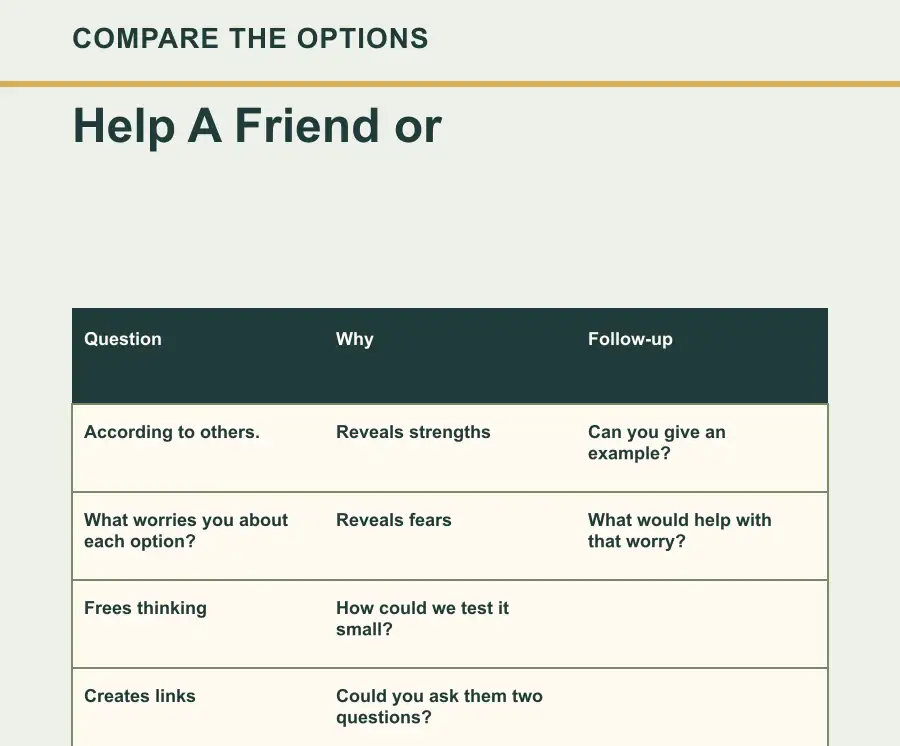 COMPARE THE OPTIONS
Help A Friend or
Question Why Follow-up
According to others. Reveals strengths Can you give an
example?
What worries you about Reveals fears What would help with
each option? that worry?
Frees thinking How could we test it
small?
Creates links Could you ask them two
questions?